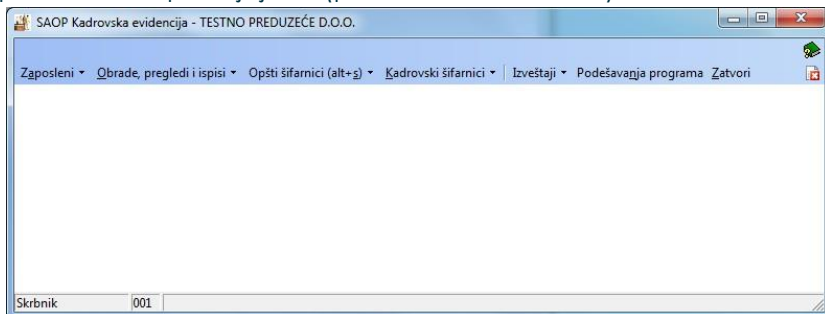 SAOP Kadrovska evidencija - TESTNO PREDUZEĆE D.O.O.
Zaposleni Obrade, pregledi i ispisi Opšti šifarnici (alt+s) Kadrovski šifarnici Izveštaji Podešavanja programa Zatvori
Skrbnik 001